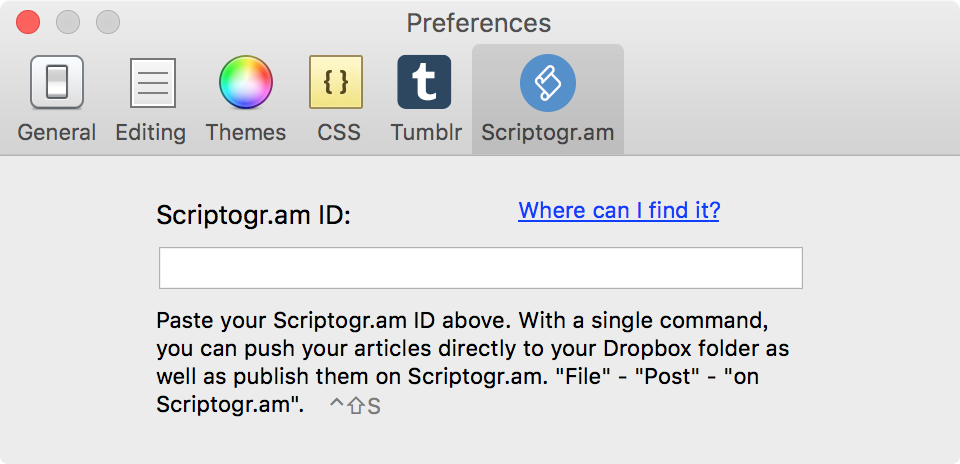 Preferences
{ }
t
General Editing Themes CSS Tumblr Scriptogr.am
Scriptogr.am ID: Where can I find it?
Paste your Scriptogr.am ID above. With a single command,
you can push your articles directly to your Dropbox folder as
well as publish them on Scriptogr.am. "File" - "Post" - "on
Scriptogr.am". ^⇧S